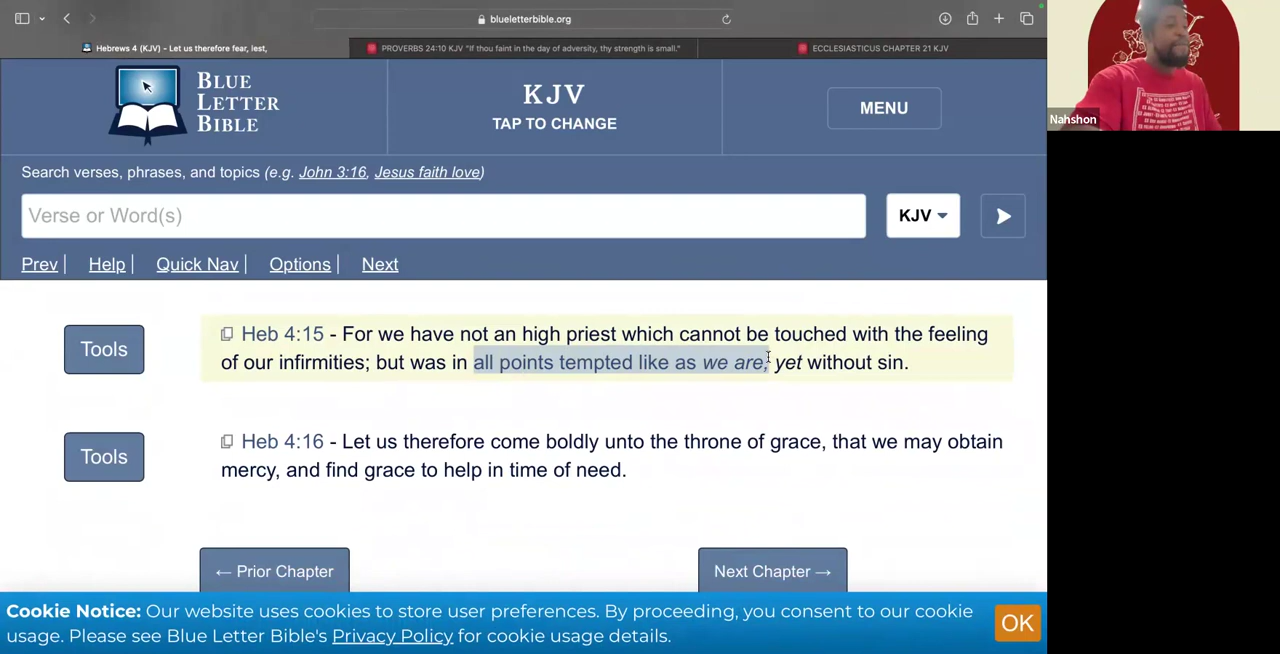 blueletterbible.org
Hebrews 4 (KJV) - Let us therefore fear, lest,
PROVERBS 24:10 KJV "If thou faint in the day of adversity, thy strength is small."
ECCLESIASTICUS CHAPTER 21 KJV
BLUE
LETTER
BIBLE
KJV
TAP TO CHANGE
MENU
Nahshon
Search verses, phrases, and topics (e.g. John 3:16, Jesus faith love)
Verse or Word(s)
KJV
Prev | Help | Quick Nav | Options | Next
Tools
Heb 4:15 - For we have not an high priest which cannot be touched with the feeling
of our infirmities; but was in all points tempted like as we are, yet without sin.
Tools
Heb 4:16 - Let us therefore come boldly unto the throne of grace, that we may obtain
mercy, and find grace to help in time of need.
← Prior Chapter
Next Chapter →
Cookie Notice: Our website uses cookies to store user preferences. By proceeding, you consent to our cookie
usage. Please see Blue Letter Bible's Privacy Policy for cookie usage details.
OK